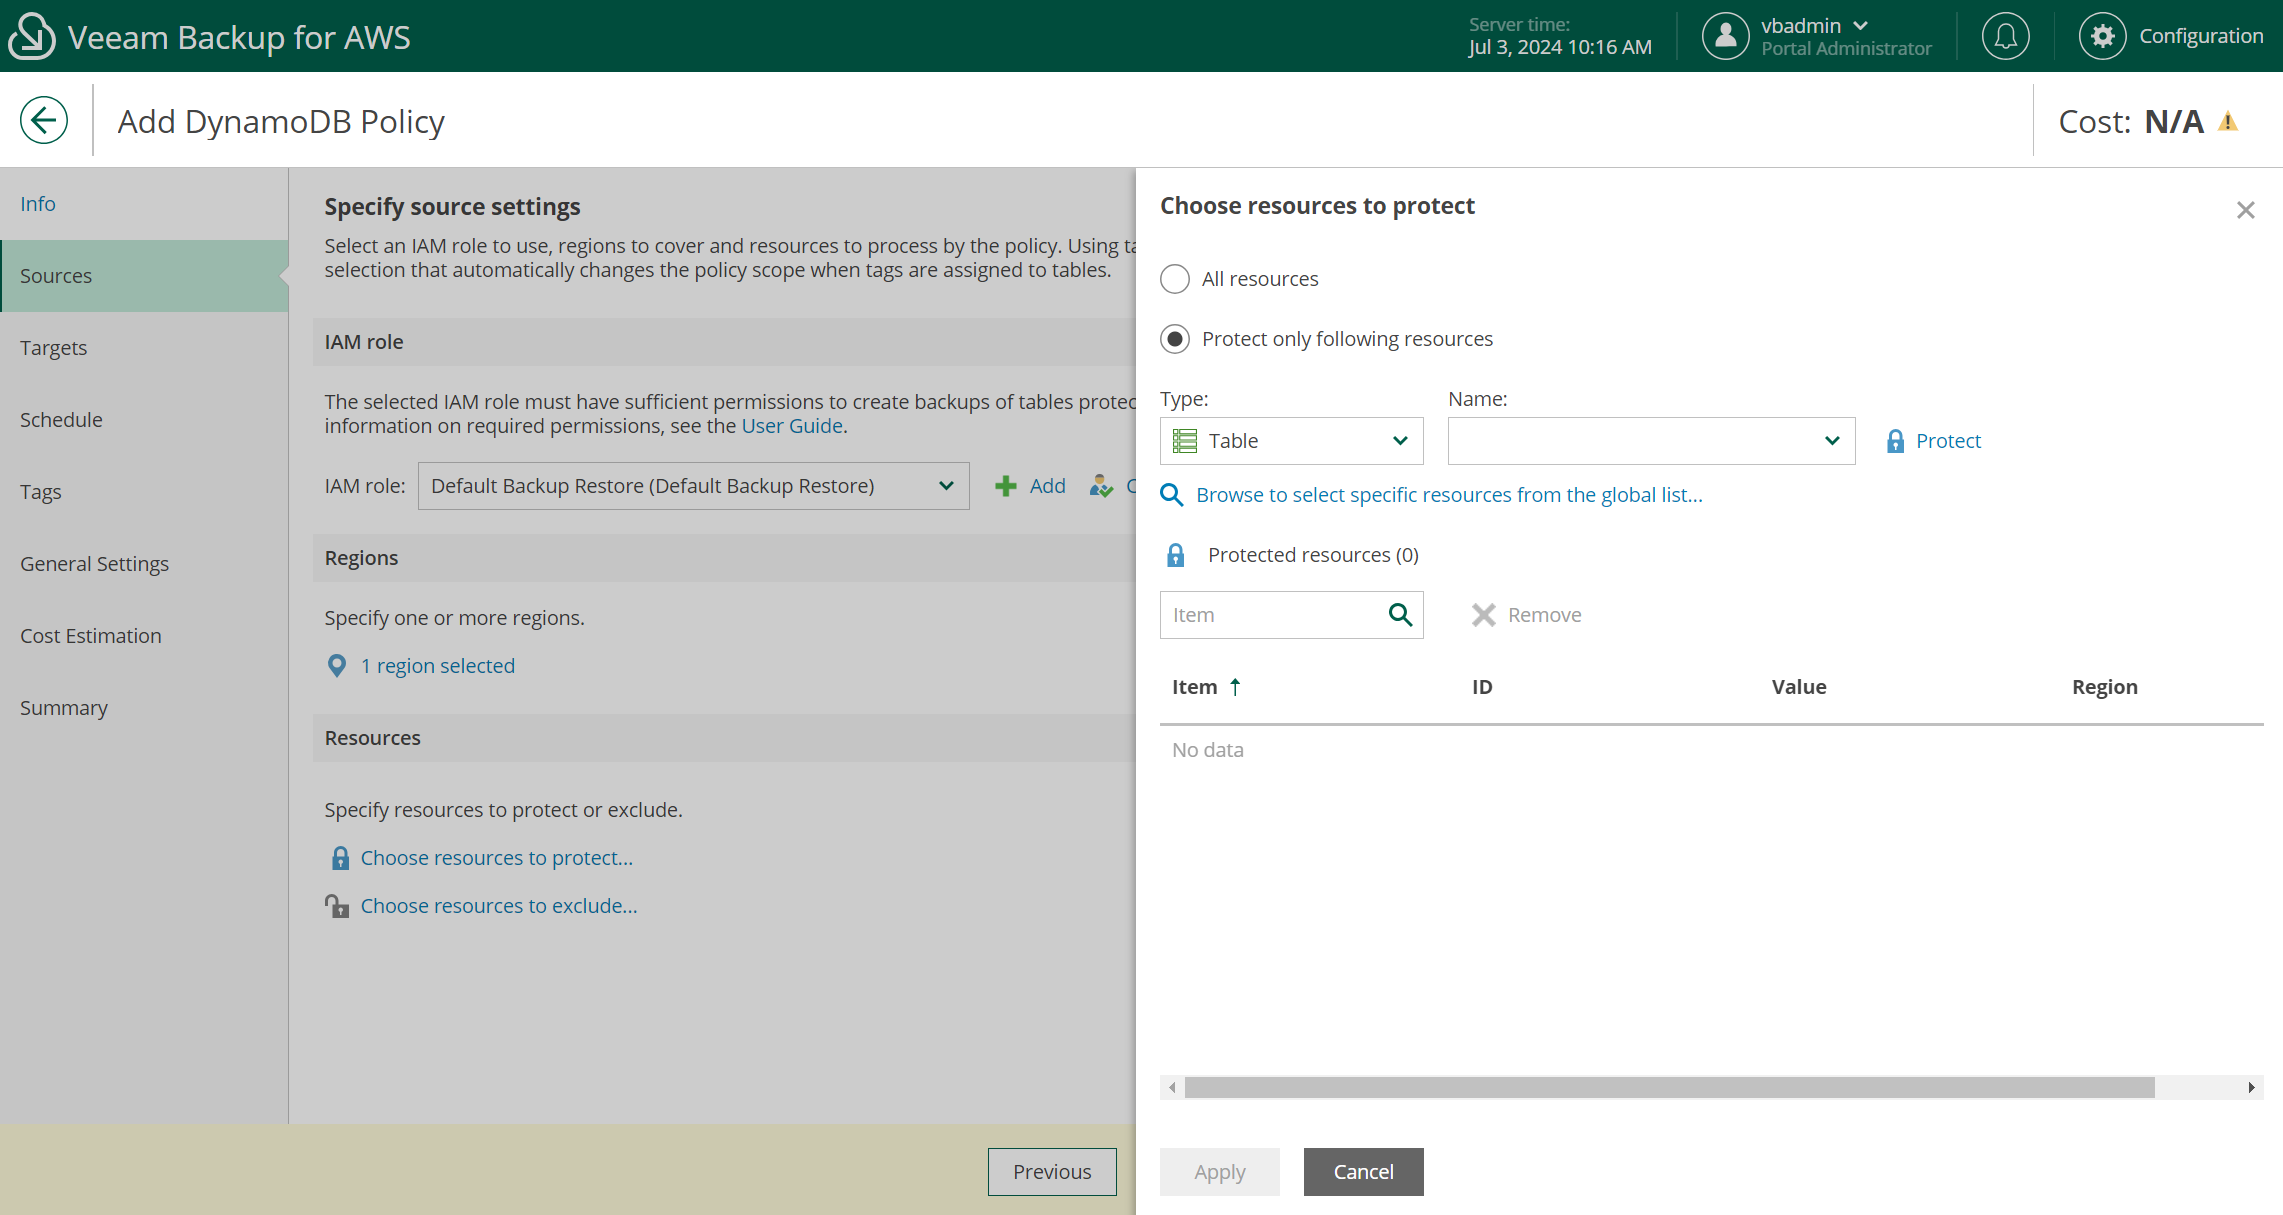 Veeam Backup for AWS
Server time:
Jul 3, 2024 10:16 AM
vbadmin
Portal Administrator
Configuration
Add DynamoDB Policy
Cost: N/A
Info
Sources
Targets
Schedule
Tags
General Settings
Cost Estimation
Summary
Specify source settings
Select an IAM role to use, regions to cover and resources to process by the policy. Using
selection that automatically changes the policy scope when tags are assigned to tables.
IAM role
The selected IAM role must have sufficient permissions to create backups of tables
information on required permissions, see the User Guide.
IAM role: Default Backup Restore (Default Backup Restore) Add
Regions
Specify one or more regions.
1 region selected
Resources
Specify resources to protect or exclude.
Choose resources to protect...
Choose resources to exclude...
Previous
Choose resources to protect
All resources
Protect only following resources
Type: Name:
Table Protect
Browse to select specific resources from the global list...
Protected resources (0)
Item Remove
Item ID Value Region
No data
Apply Cancel